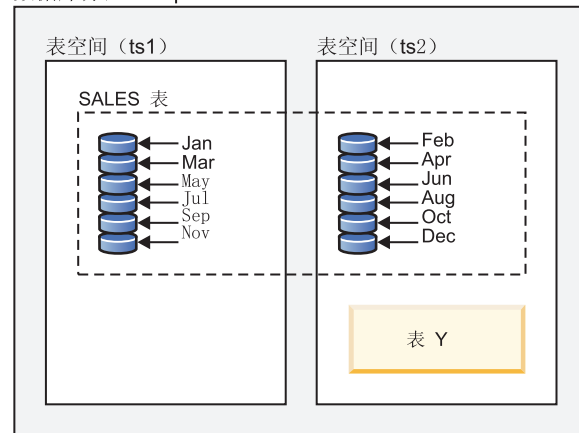 表空间（ts1）
表空间（ts2）
SALES 表
Jan
Mar
May
Jul
Sep
Nov
Feb
Apr
Jun
Aug
Oct
Dec
表 Y